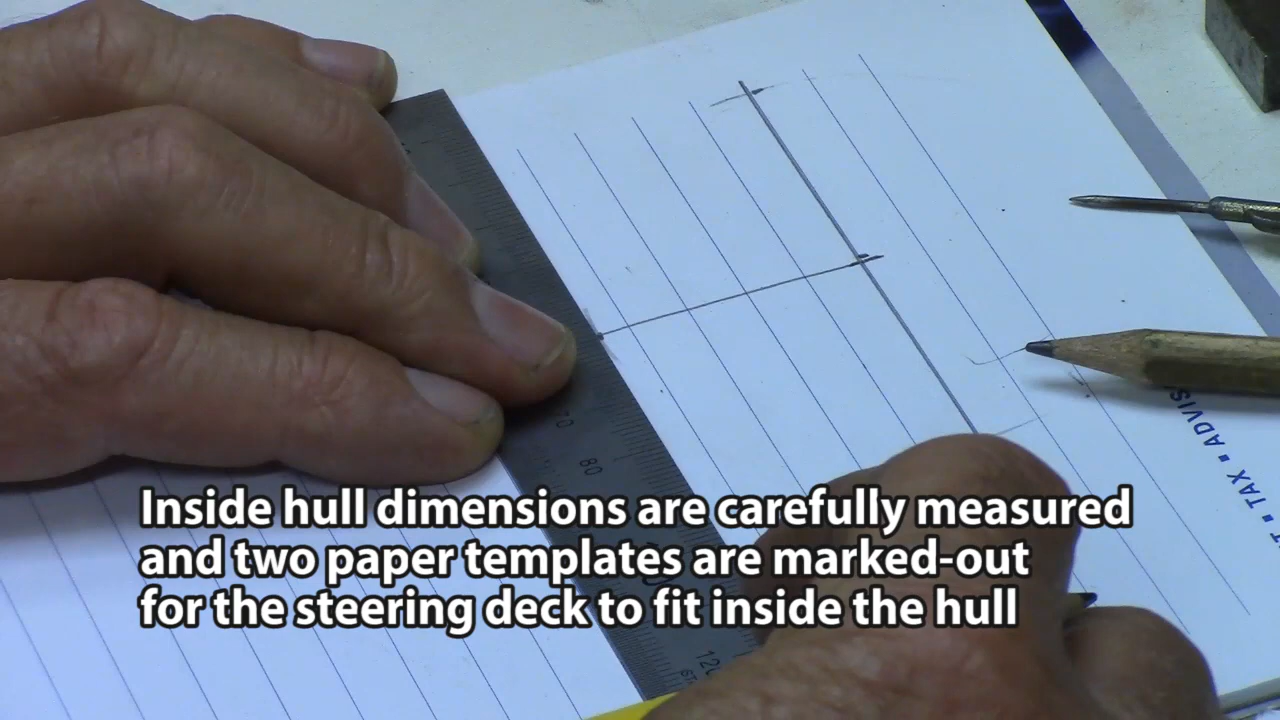 Inside hull dimensions are carefully measured
and two paper templates are marked-out
for the steering deck to fit inside the hull
TAX ▪ ADVIS
70
80
120